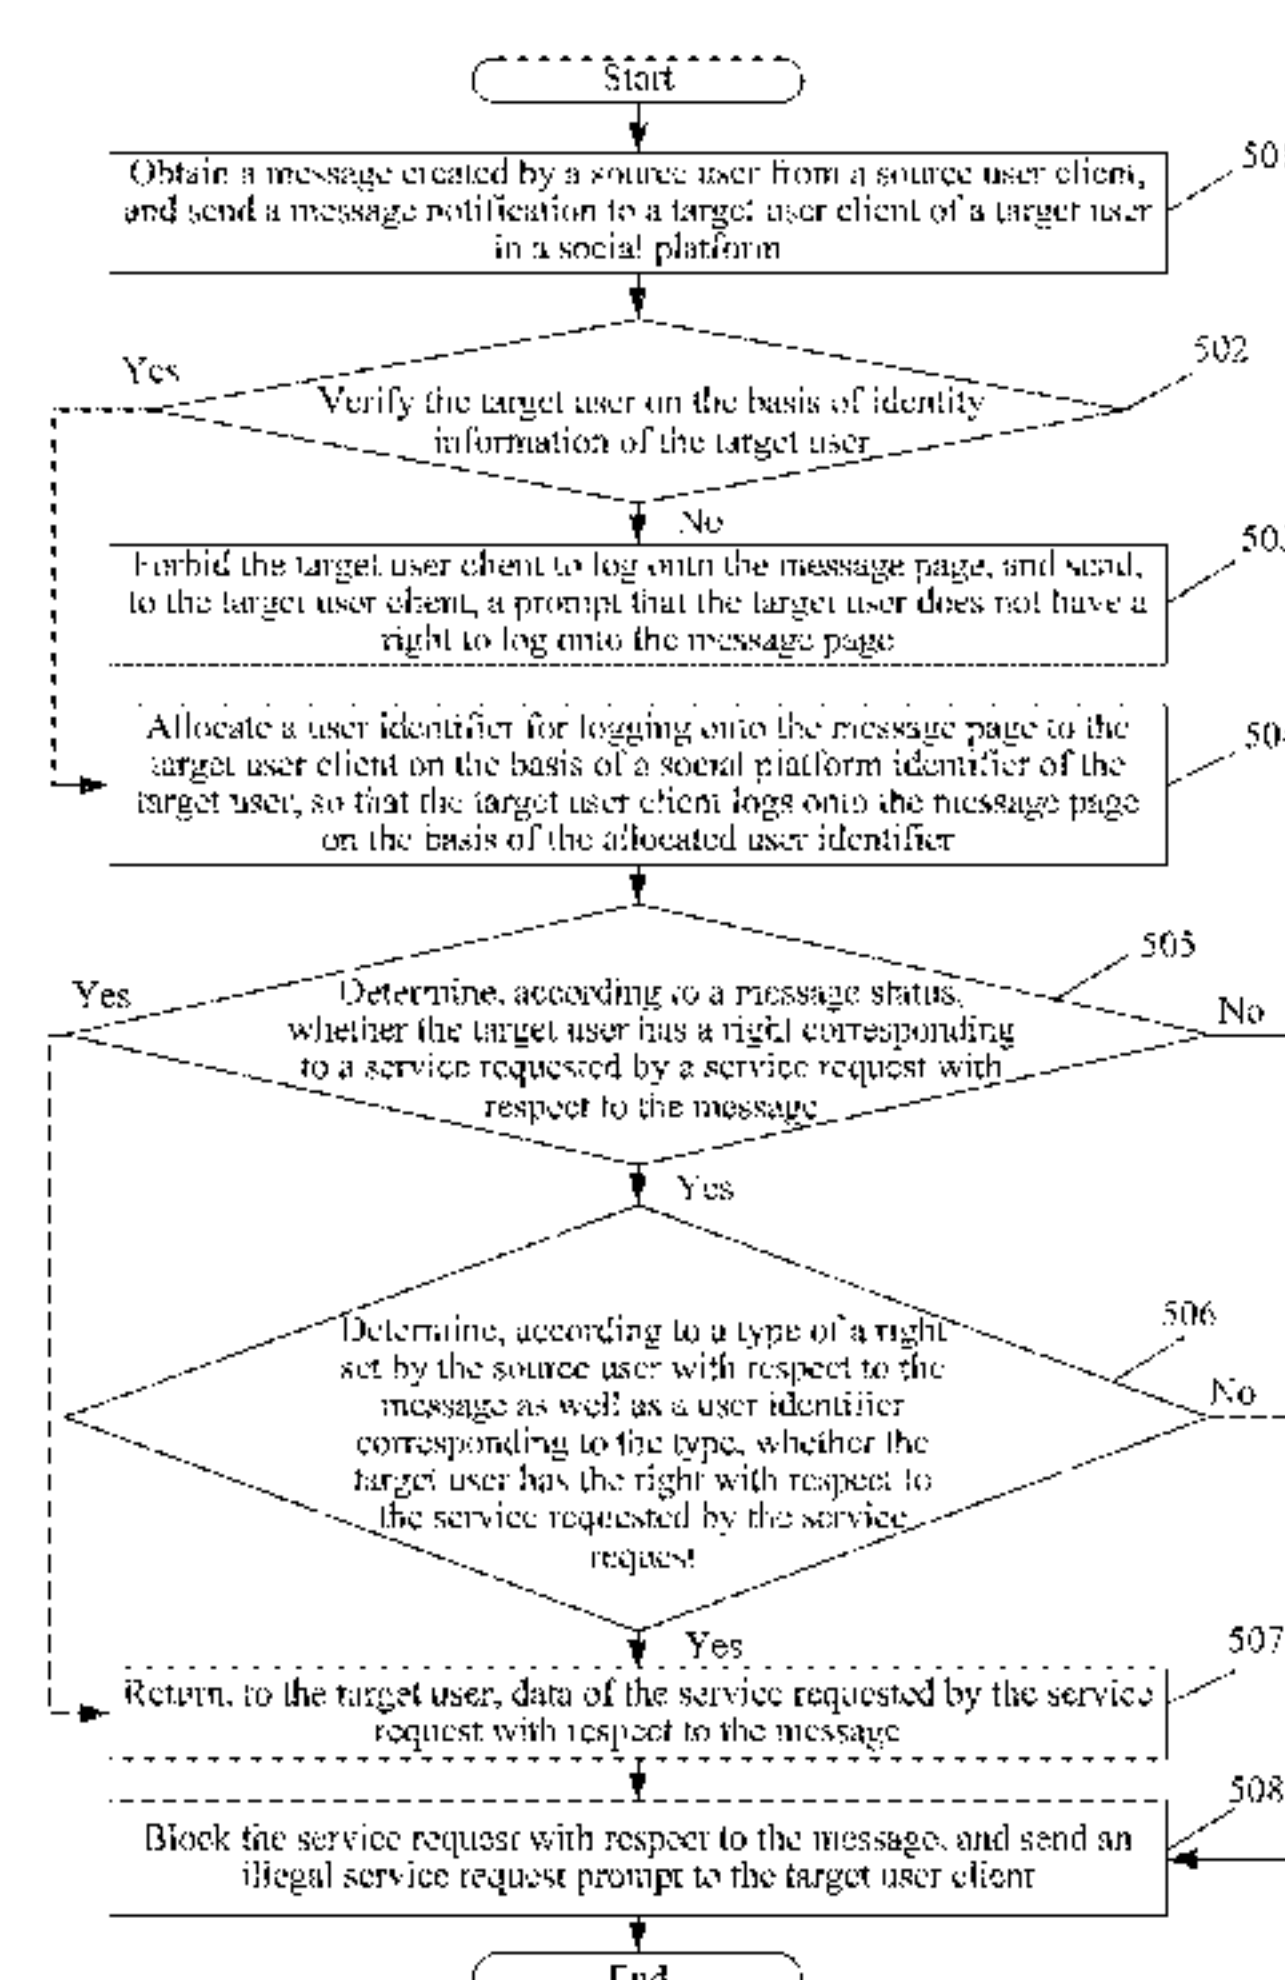 Start
Obtain a message created by a source user from a source user client,
and send a message notification to a target user client of a target user
in a social platform
501
Yes
502
Verify the target user on the basis of identity
information of the target user
No
Forbid the target user client to log onto the message page, and send,
to the target user client, a prompt that the target user does not have a
right to log onto the message page
503
Allocate a user identifier for logging onto the message page to the
target user client on the basis of a social platform identifier of the
target user, so that the target user client logs onto the message page
on the basis of the allocated user identifier
50
505
Yes
No
Determine, according to a message status,
whether the target user has a right corresponding
to a service requested by a service request with
respect to the message
Yes
506
No
Determine, according to a type of a right
set by the source user with respect to the
message as well as a user identifier
corresponding to the type, whether the
target user has the right with respect to
the service requested by the service
request
Yes
507
Return, to the target user, data of the service requested by the service
request with respect to the message
508
Block the service request with respect to the message, and send an
illegal service request prompt to the target user client
End